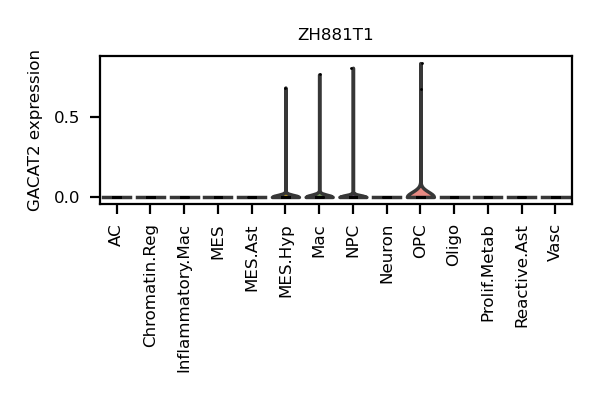 ZH881T1
GACAT2 expression
0.5
0.0
AC
Chromatin.Reg
Inflammatory.Mac
MES
MES.Ast
MES.Hyp
Mac
NPC
Neuron
OPC
Oligo
Prolif.Metab
Reactive.Ast
Vasc